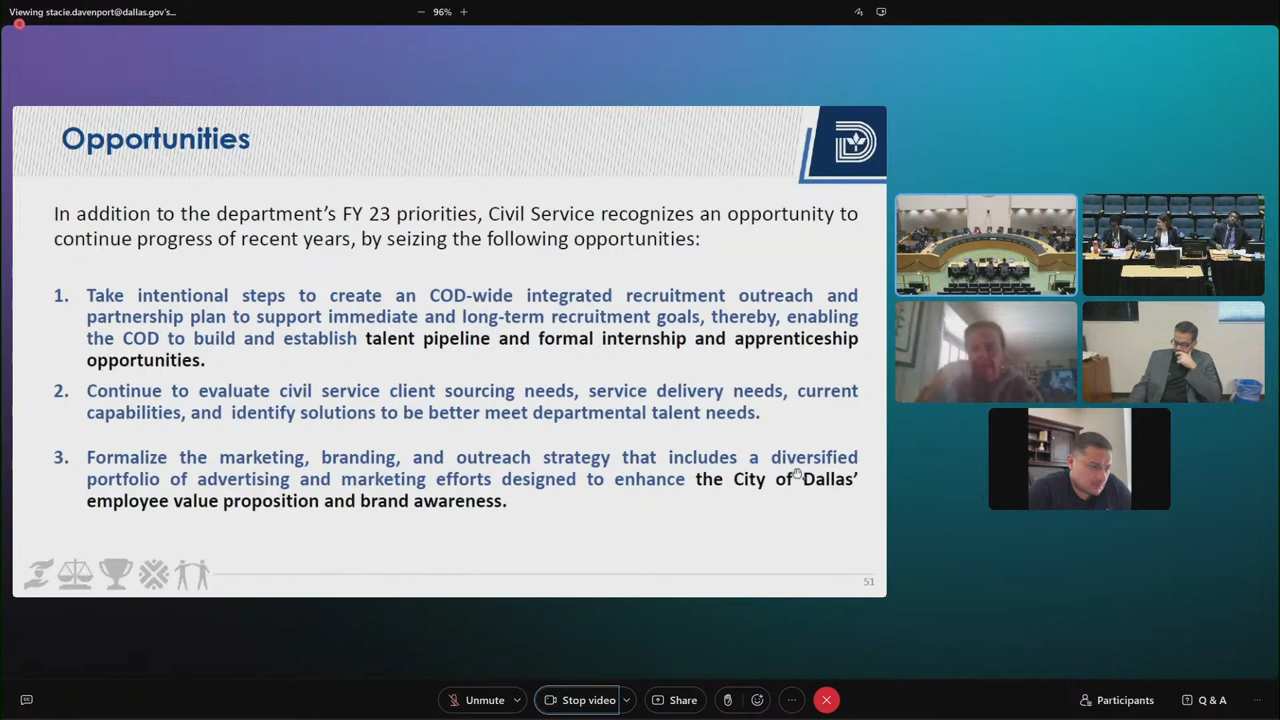 Viewing stacie.davenport@dallas.gov's...
96%
Opportunities
In addition to the department's FY 23 priorities, Civil Service recognizes an opportunity to
continue progress of recent years, by seizing the following opportunities:
1. Take intentional steps to create an COD-wide integrated recruitment outreach and
partnership plan to support immediate and long-term recruitment goals, thereby, enabling
the COD to build and establish talent pipeline and formal internship and apprenticeship
opportunities.
2. Continue to evaluate civil service client sourcing needs, service delivery needs, current
capabilities, and identify solutions to be better meet departmental talent needs.
3. Formalize the marketing, branding, and outreach strategy that includes a diversified
portfolio of advertising and marketing efforts designed to enhance the City of Dallas'
employee value proposition and brand awareness.
51
Unmute
Stop video
Share
Participants
Q & A